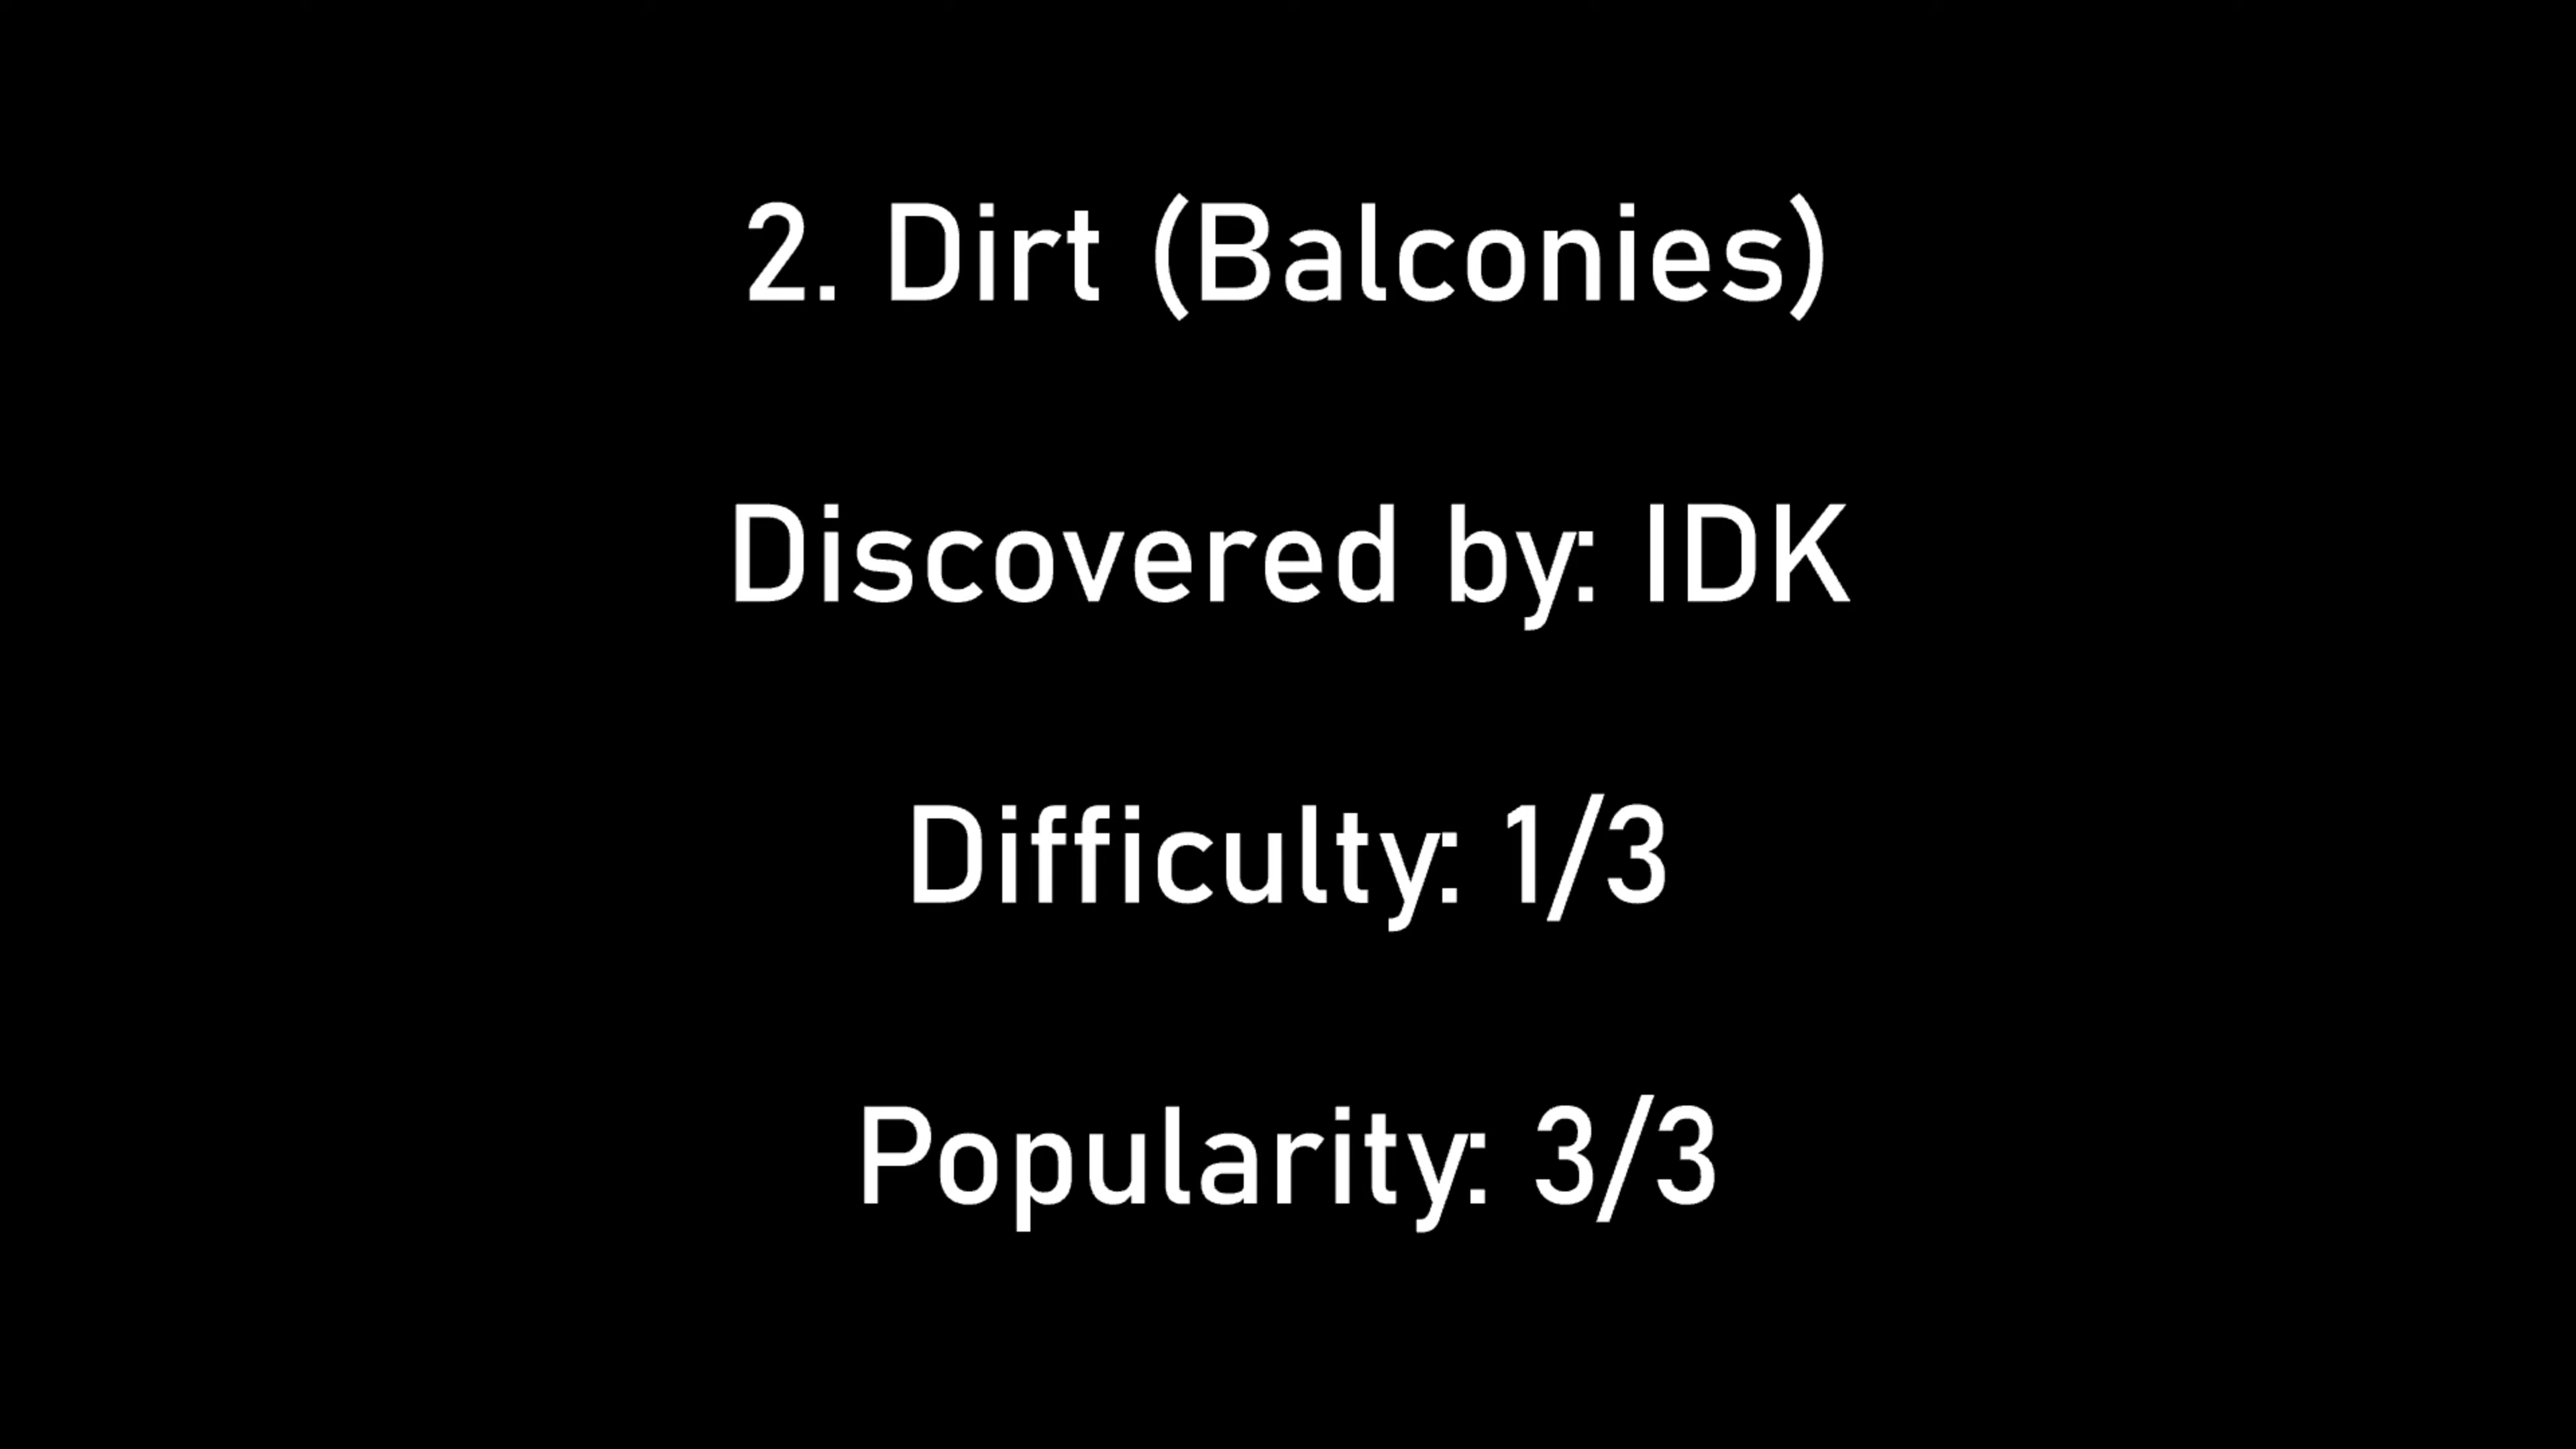 2. Dirt (Balconies)
Discovered by: IDK
Difficulty: 1/3
Popularity: 3/3